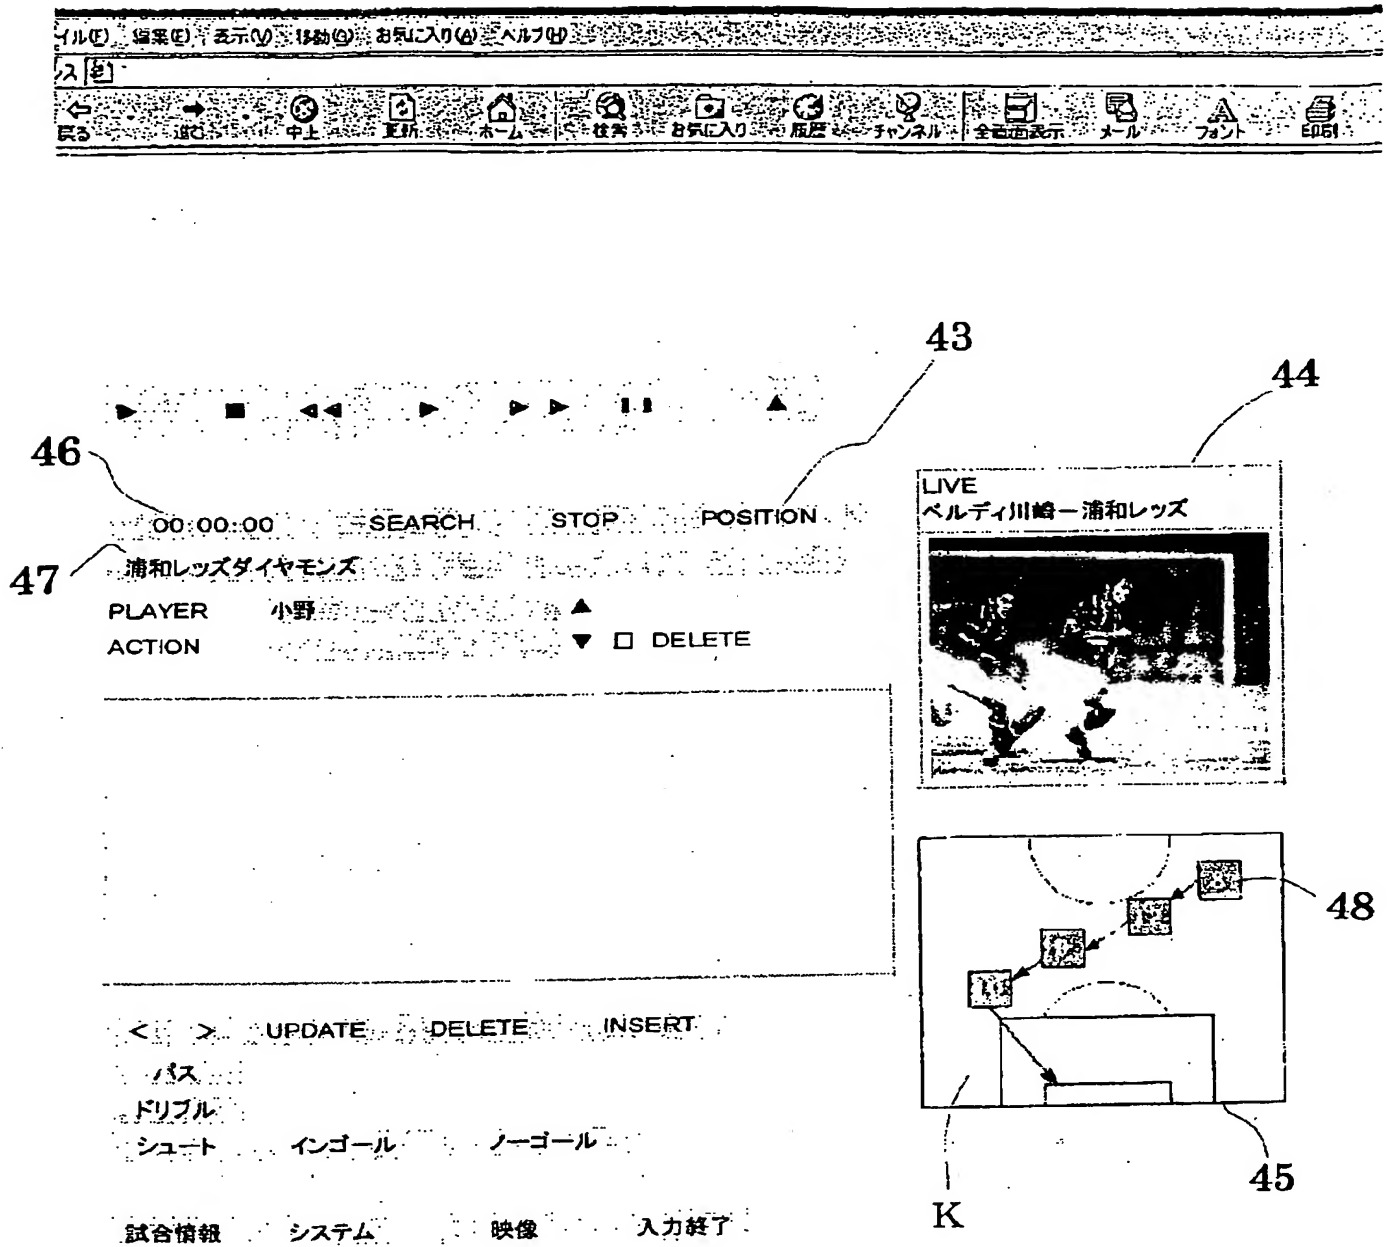 イル(F) 編集(E) 表示(V) 移動(G) お気に入り(A) ヘルプ(H)
ス
戻る 進む 中止 更新 ホーム 検索 お気に入り 履歴 チャンネル 全画面表示 メール フォント 印刷
43
44
46
LIVE
ベルディ川崎－浦和レッズ
00:00:00 SEARCH STOP POSITION
47
浦和レッズダイヤモンズ
PLAYER 小野
ACTION DELETE
48
< > UPDATE DELETE INSERT
パス
ドリブル
シュート インゴール ノーゴール
45
K
試合情報 システム 映像 入力終了